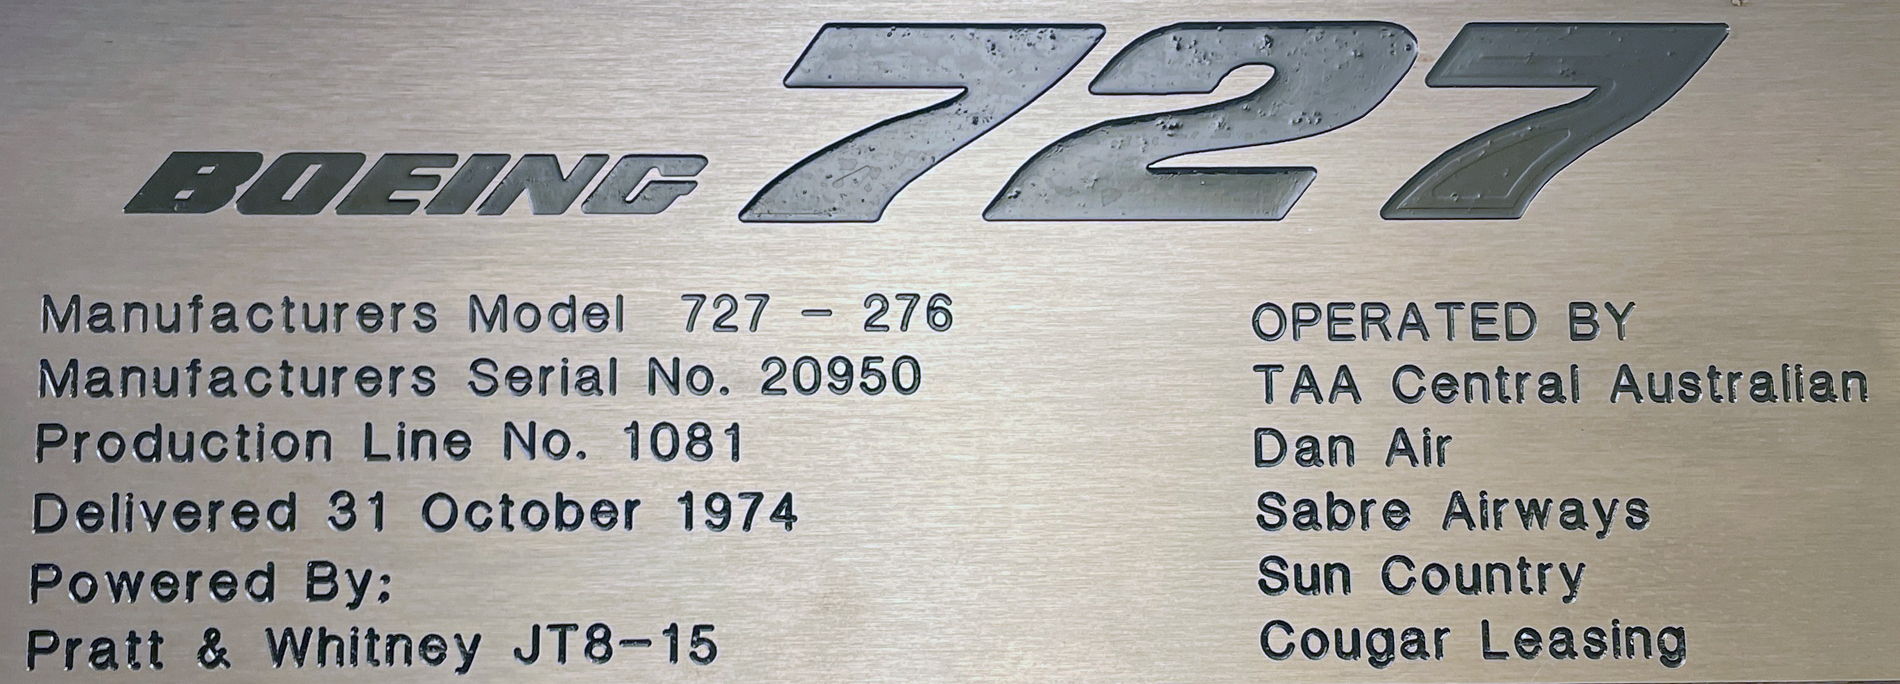 BOEING 727
Manufacturers Model 727 - 276
Manufacturers Serial No. 20950
Production Line No. 1081
Delivered 31 October 1974
Powered By:
Pratt & Whitney JT8-15
OPERATED BY
TAA Central Australian
Dan Air
Sabre Airways
Sun Country
Cougar Leasing